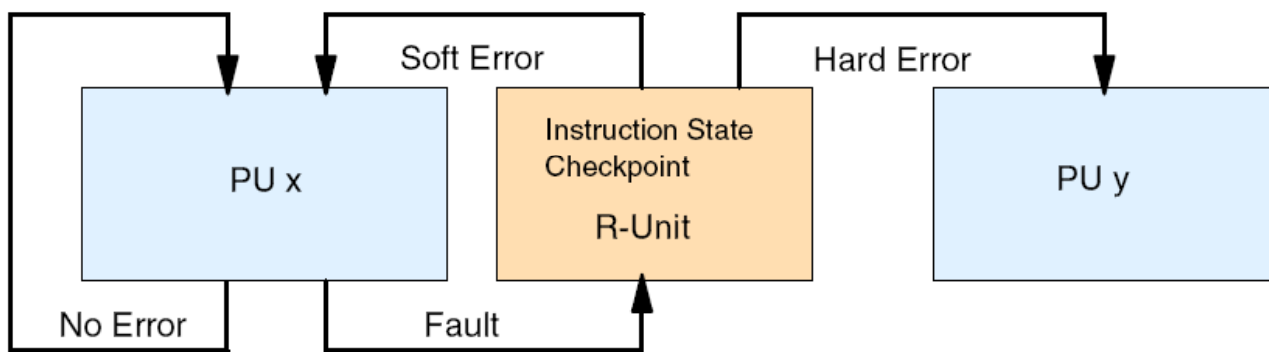 Soft Error
Hard Error
PU x
Instruction State
Checkpoint
R-Unit
PU y
No Error
Fault